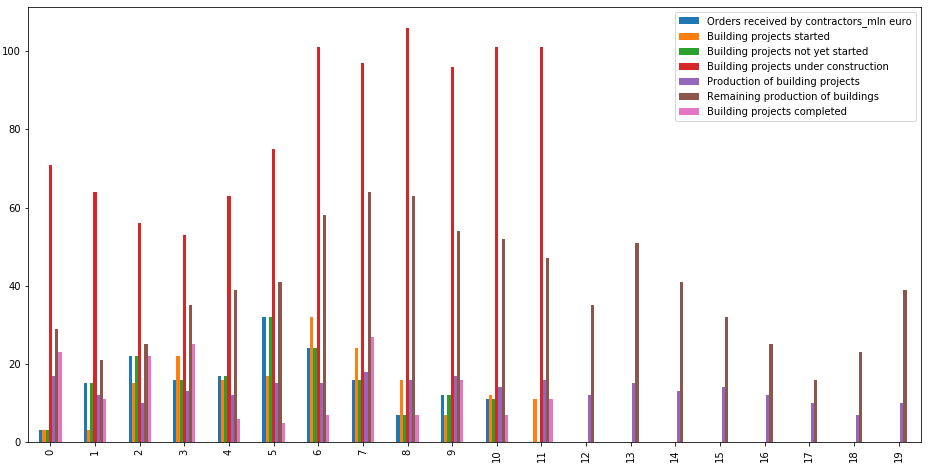 Orders received by contractors_mln euro
Building projects started
Building projects not yet started
Building projects under construction
Production of building projects
Remaining production of buildings
Building projects completed
100
80
60
40
20
0
0 1 2 3 4 5 6 7 8 9 10 11 12 13 14 15 16 17 18 19